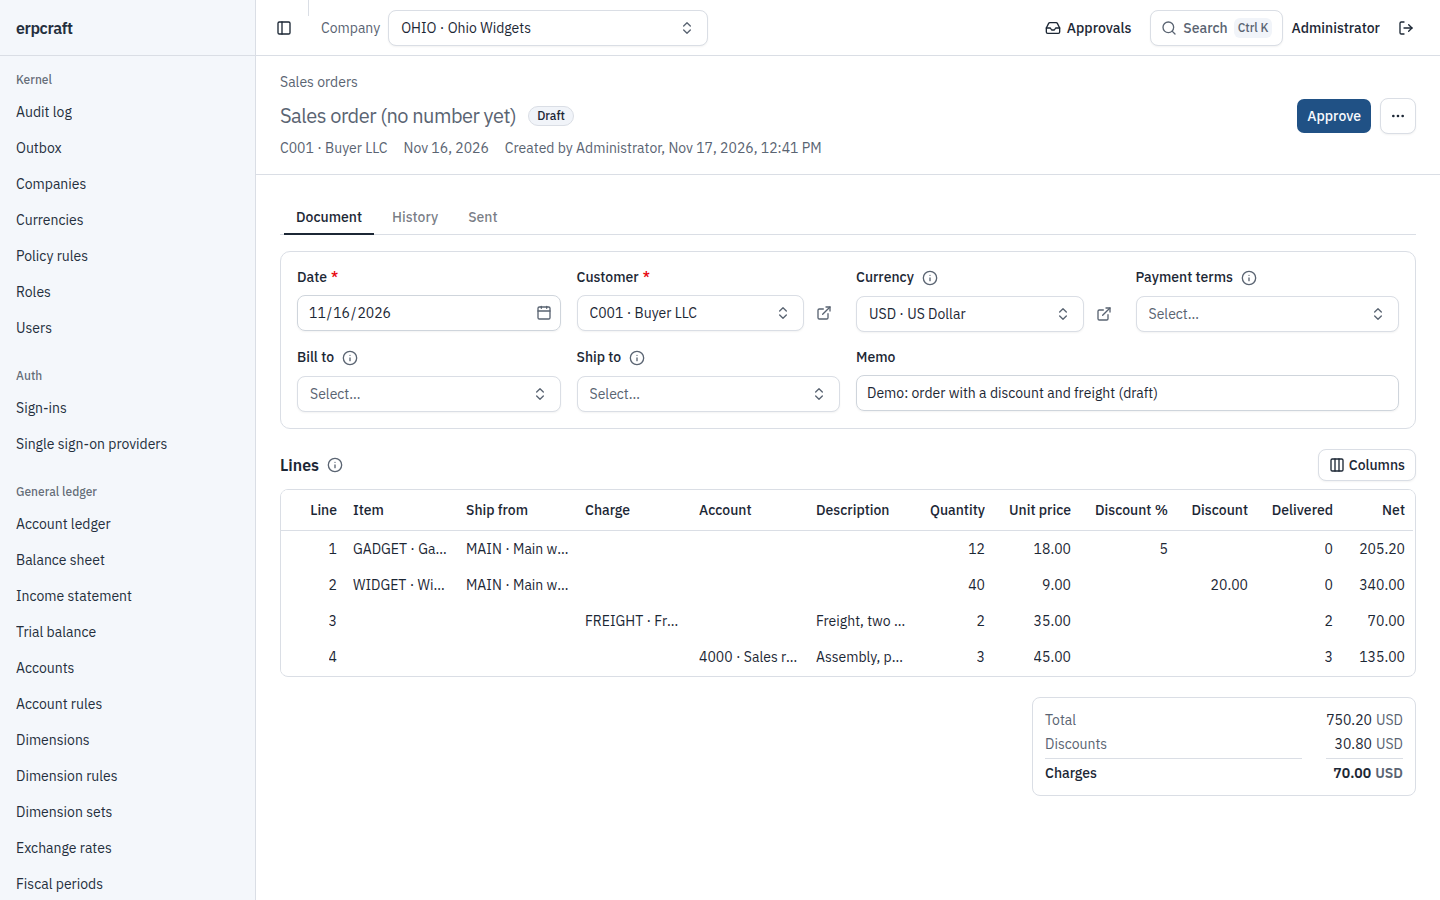 erpcraft
Company
OHIO · Ohio Widgets
Approvals
Search Ctrl K
Administrator
Kernel
Audit log
Outbox
Companies
Currencies
Policy rules
Roles
Users
Auth
Sign-ins
Single sign-on providers
General ledger
Account ledger
Balance sheet
Income statement
Trial balance
Accounts
Account rules
Dimensions
Dimension rules
Dimension sets
Exchange rates
Fiscal periods
Sales orders
Sales order (no number yet) Draft
Approve
C001 · Buyer LLC Nov 16, 2026 Created by Administrator, Nov 17, 2026, 12:41 PM
Document History Sent
Date * Customer * Currency Payment terms
11/16/2026 C001 · Buyer LLC USD · US Dollar Select...
Bill to Ship to Memo
Select... Select... Demo: order with a discount and freight (draft)
Lines
Columns
Line Item Ship from Charge Account Description Quantity Unit price Discount % Discount Delivered Net
1 GADGET · Ga... MAIN · Main w... 12 18.00 5 0 205.20
2 WIDGET · Wi... MAIN · Main w... 40 9.00 20.00 0 340.00
3 FREIGHT · Fr... Freight, two ... 2 35.00 2 70.00
4 4000 · Sales r... Assembly, p... 3 45.00 3 135.00
Total 750.20 USD
Discounts 30.80 USD
Charges 70.00 USD